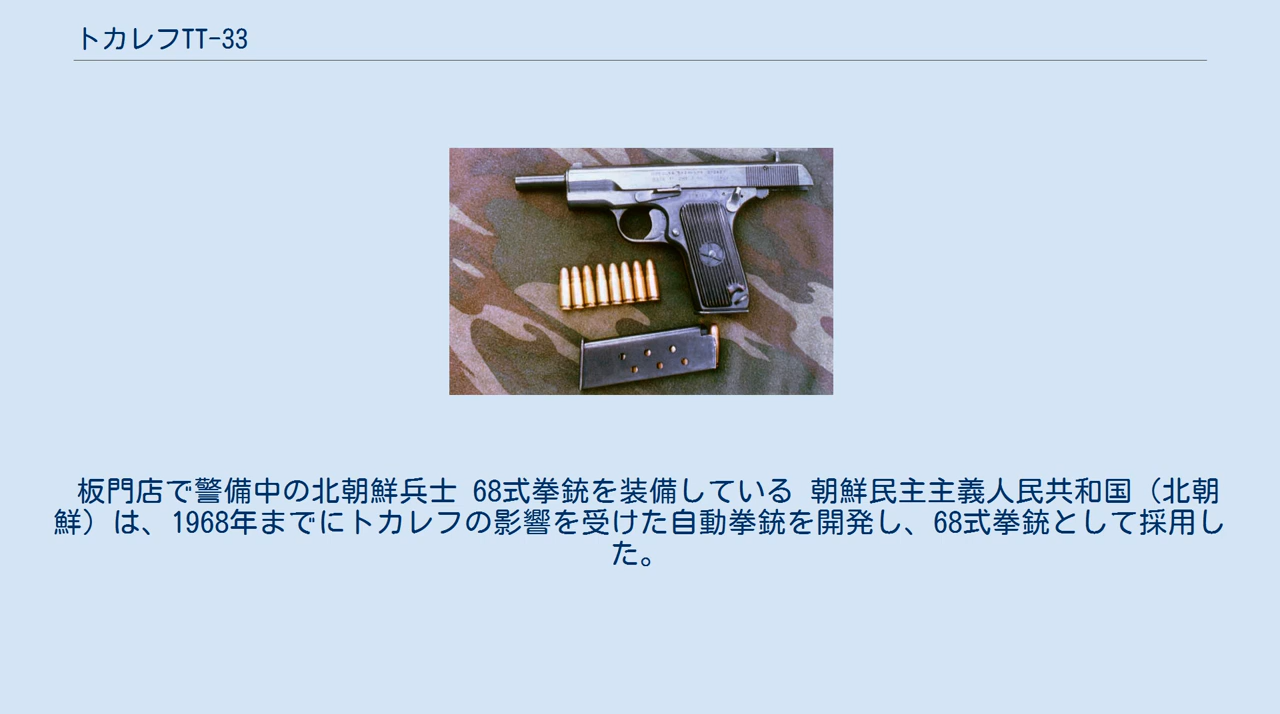 トカレフTT-33
板門店で警備中の北朝鮮兵士 68式拳銃を装備している 朝鮮民主主義人民共和国（北朝
鮮）は、1968年までにトカレフの影響を受けた自動拳銃を開発し、68式拳銃として採用し
た。